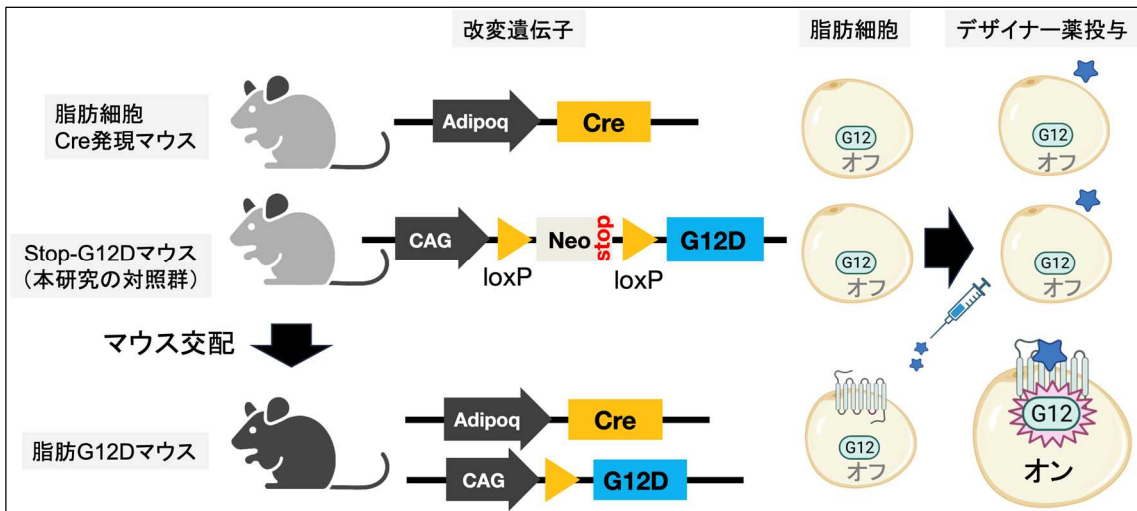 改変遺伝子
脂肪細胞
デザイナー薬投与
脂肪細胞
Cre発現マウス
Adipoq
Cre
G12
オフ
G12
オフ
Stop-G12Dマウス
（本研究の対照群）
CAG
loxP
Neo
stop
loxP
G12D
G12
オフ
G12
オフ
マウス交配
脂肪G12Dマウス
Adipoq
Cre
CAG
G12D
G12
オフ
G12
オン